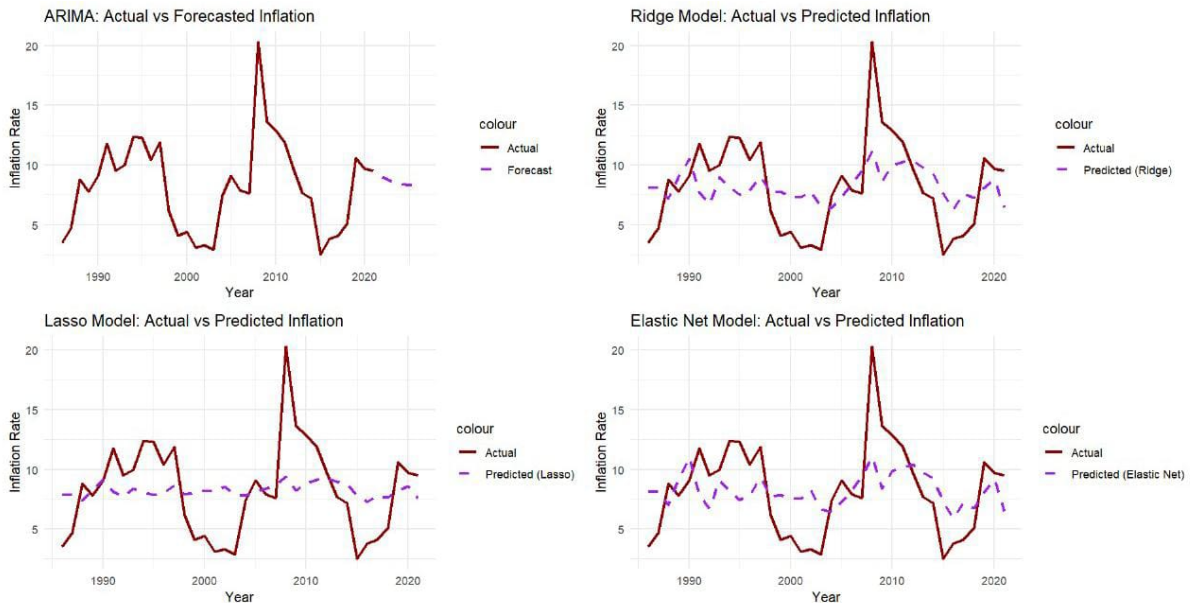 ARIMA: Actual vs Forecasted Inflation
20
15
10
5
Inflation Rate
1990
2000
2010
2020
Year
colour
Actual
Forecast
Ridge Model: Actual vs Predicted Inflation
20
15
10
5
Inflation Rate
1990
2000
2010
2020
Year
colour
Actual
Predicted (Ridge)
Lasso Model: Actual vs Predicted Inflation
20
15
10
5
Inflation Rate
1990
2000
2010
2020
Year
colour
Actual
Predicted (Lasso)
Elastic Net Model: Actual vs Predicted Inflation
20
15
10
5
Inflation Rate
1990
2000
2010
2020
Year
colour
Actual
Predicted (Elastic Net)